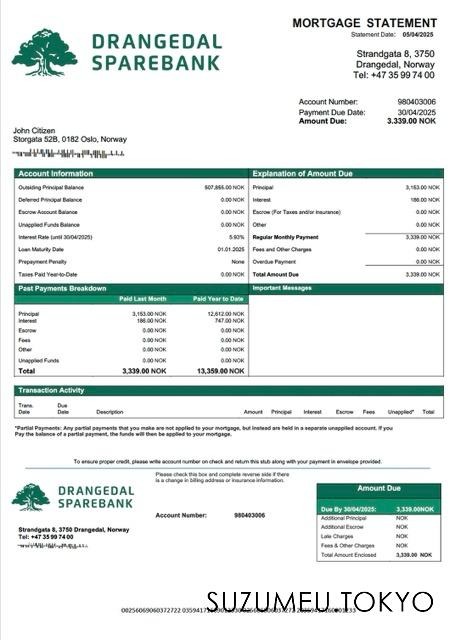 DRANGEDAL
SPAREBANK
MORTGAGE STATEMENT
Statement Date: 05/04/2025
Strandgata 8, 3750
Drangedal, Norway
Tel: +47 35 99 74 00
Account Number: 980403006
Payment Due Date: 30/04/2025
Amount Due: 3,339.00 NOK
John Citizen
Storgata 52B, 0182 Oslo, Norway
Account Information
Outsiding Principal Balance 507,855.00 NOK
Deferred Principal Balance 0.00 NOK
Escrow Account Balance 0.00 NOK
Unapplied Funds Balance 0.00 NOK
Interest Rate (until 30/04/2025) 5.93%
Loan Maturity Date 01.01.2025
Prepayment Penalty None
Taxes Paid Year-to-Date 0.00 NOK
Explanation of Amount Due
Principal 3,153.00 NOK
Interest 186.00 NOK
Escrow (For Taxes and/or insurance) 0.00 NOK
Other 0.00 NOK
Regular Monthly Payment 3,339.00 NOK
Fees and Other Charges 0.00 NOK
Overdue Payment 0.00 NOK
Total Amount Due 3,339.00 NOK
Past Payments Breakdown
Paid Last Month Paid Year to Date
Principal 3,153.00 NOK 12,612.00 NOK
Interest 186.00 NOK 747.00 NOK
Escrow 0.00 NOK 0.00 NOK
Fees 0.00 NOK 0.00 NOK
Other 0.00 NOK 0.00 NOK
Unapplied Funds 0.00 NOK 0.00 NOK
Total 3,339.00 NOK 13,359.00 NOK
Important Messages
Transaction Activity
Trans. Date Due Date Description Amount Principal Interest Escrow Fees Unapplied* Total
*Partial Payments: Any partial payments that you make are not applied to your mortgage, but instead are held in a separate unapplied account. If you
Pay the balance of a partial payment, the funds will then be applied to your mortgage.
To ensure proper credit, please write account number on check and return this stub along with your payment in envelope provided.
DRANGEDAL
SPAREBANK
Please check this box and complete reverse side if there
is a change in billing address or insurance information.
Account Number: 980403006
Strandgata 8, 3750 Drangedal, Norway
Tel: +47 35 99 74 00
Amount Due
Due By 30/04/2025: 3,339.00NOK
Additional Principal NOK
Additional Escrow NOK
Late Charges NOK
Fees & Other Charges NOK
Total Amount Enclosed 3,339.00 NOK
SUZUMEU TOKYO